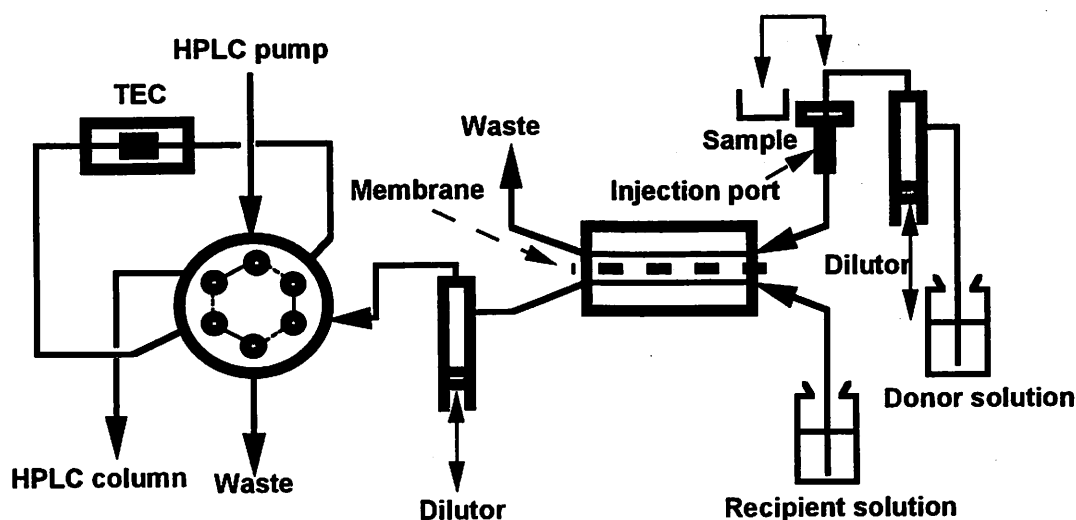 HPLC pump
TEC
Waste
Sample
Membrane
Injection port
Dilutor
Donor solution
HPLC column
Waste
Dilutor
Recipient solution